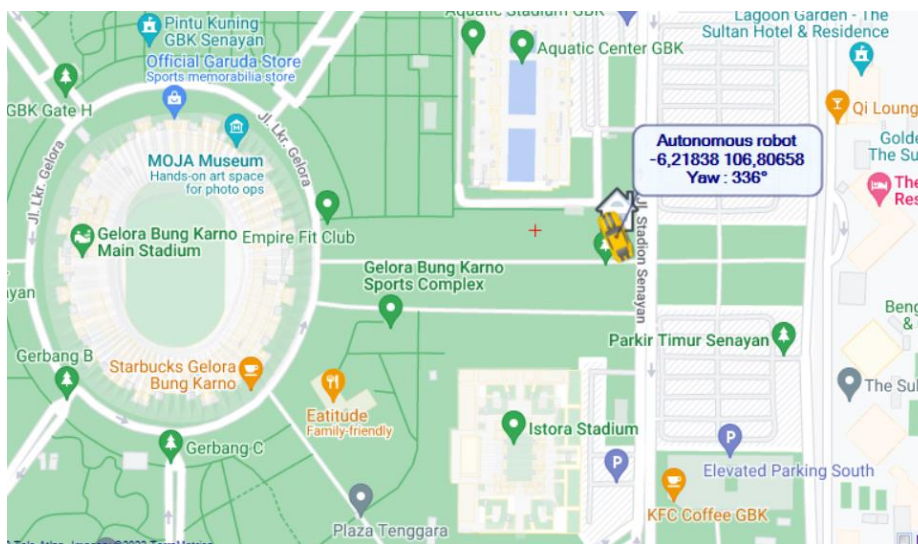 Pintu Kuning
GBK Senayan
Official Garuda Store
Sports memorabilia store
GBK Gate H
Jl. Lkr. Gelora
Jl. Lkr. Gelora
MOJA Museum
Hands-on art space
for photo ops
Gelora Bung Karno
Main Stadium
Empire Fit Club
Aquatic Stadium GBK
Aquatic Center GBK
Lagoon Garden - The
Sultan Hotel & Residence
Qi Loung
Golde
The Su
The
Res
Autonomous robot
-6,21838 106,80658
Yaw : 336°
Jl. Stadion Senayan
Gelora Bung Karno
Sports Complex
ayan
Gerbang B
Starbucks Gelora
Bung Karno
Eatitude
Family-friendly
Gerbang C
Plaza Tenggara
Istora Stadium
Parkir Timur Senayan
Beng
&
The Sul
P
P
Elevated Parking South
KFC Coffee GBK